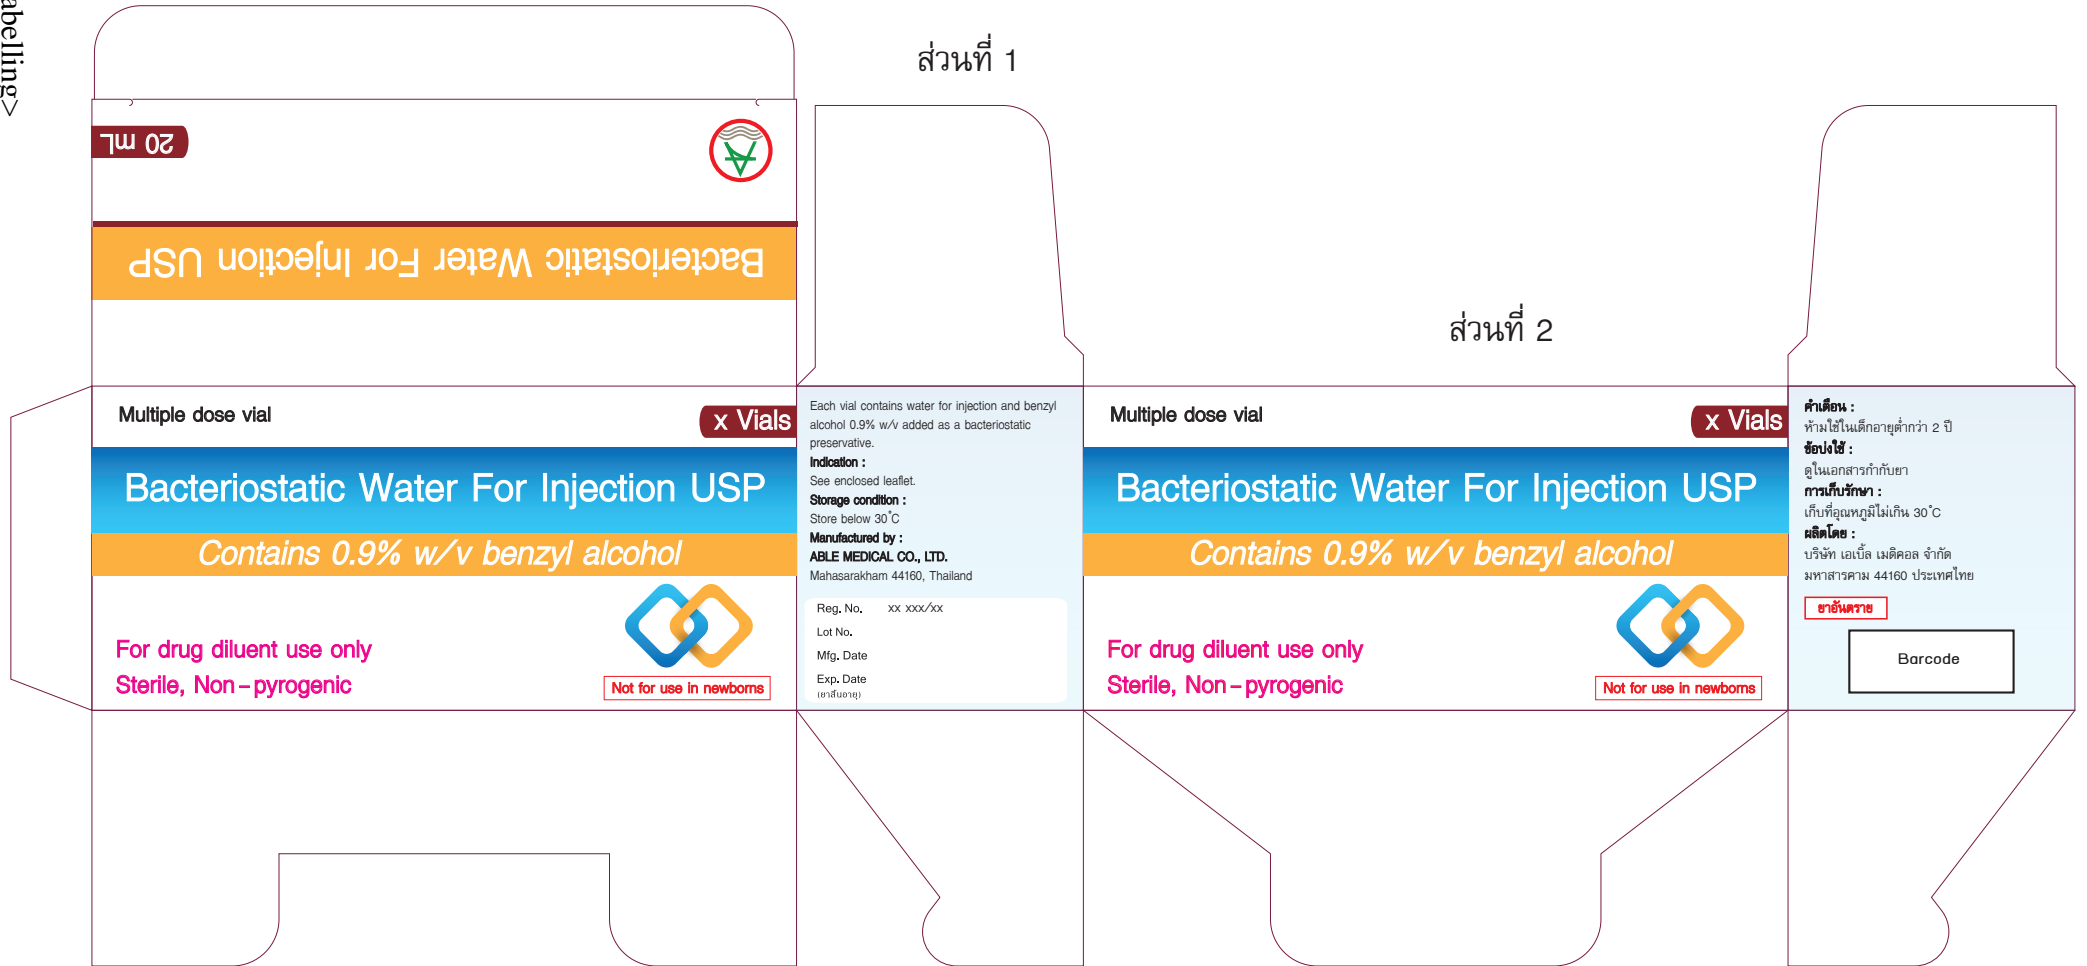 abelling>
ส่วนที่ 1
20 mL
Bacteriostatic Water For Injection USP
ส่วนที่ 2
Multiple dose vial
x Vials
Bacteriostatic Water For Injection USP
Contains 0.9% w/v benzyl alcohol
For drug diluent use only
Sterile, Non-pyrogenic
Not for use in newborns
Each vial contains water for injection and benzyl
alcohol 0.9% w/v added as a bacteriostatic
preservative.
Indication :
See enclosed leaflet.
Storage condition :
Store below 30°C
Manufactured by :
ABLE MEDICAL CO., LTD.
Mahasarakham 44160, Thailand
Reg. No. xx xxx/xx
Lot No.
Mfg. Date
Exp. Date
(ยาสิ้นอายุ)
Multiple dose vial
x Vials
Bacteriostatic Water For Injection USP
Contains 0.9% w/v benzyl alcohol
For drug diluent use only
Sterile, Non-pyrogenic
Not for use in newborns
คำเตือน :
ห้ามใช้ในเด็กอายุต่ำกว่า 2 ปี
ข้อบ่งใช้ :
ดูในเอกสารกำกับยา
การเก็บรักษา :
เก็บที่อุณหภูมิไม่เกิน 30°C
ผลิตโดย :
บริษัท เอเบิ้ล เมดิคอล จำกัด
มหาสารคาม 44160 ประเทศไทย
ยาอันตราย
Barcode